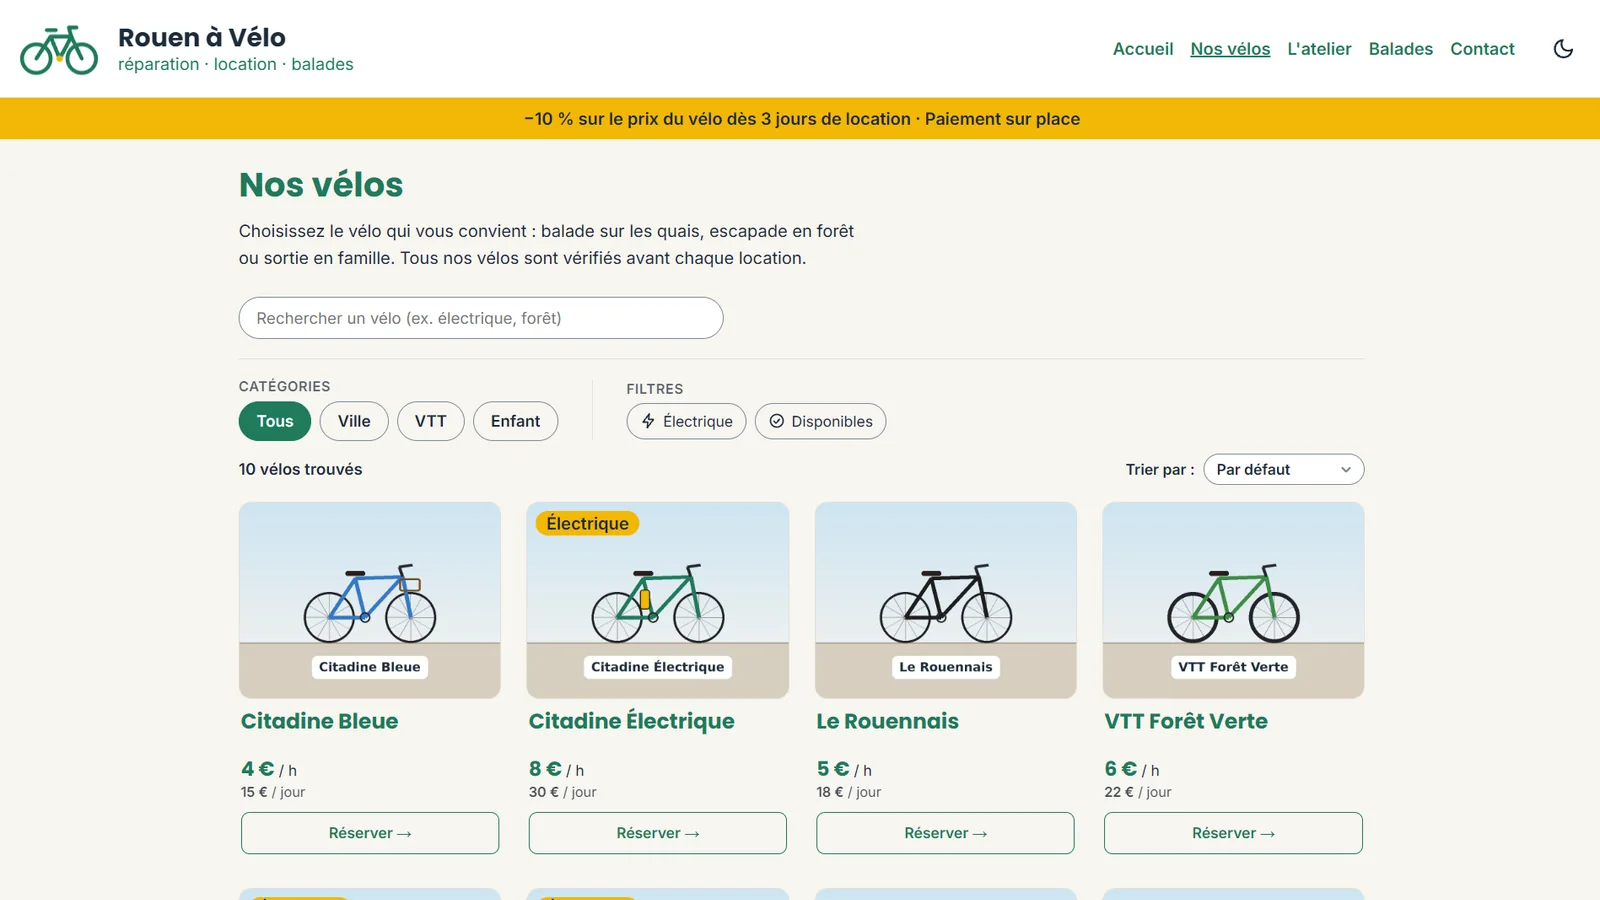 Rouen à Vélo
réparation · location · balades
Accueil Nos vélos L'atelier Balades Contact
−10 % sur le prix du vélo dès 3 jours de location · Paiement sur place
Nos vélos
Choisissez le vélo qui vous convient : balade sur les quais, escapade en forêt
ou sortie en famille. Tous nos vélos sont vérifiés avant chaque location.
Rechercher un vélo (ex. électrique, forêt)
CATÉGORIES
Tous Ville VTT Enfant
FILTRES
Électrique Disponibles
10 vélos trouvés
Trier par : Par défaut
Citadine Bleue
Citadine Bleue
4 € / h
15 € / jour
Réserver →
Électrique
Citadine Électrique
Citadine Électrique
8 € / h
30 € / jour
Réserver →
Le Rouennais
Le Rouennais
5 € / h
18 € / jour
Réserver →
VTT Forêt Verte
VTT Forêt Verte
6 € / h
22 € / jour
Réserver →